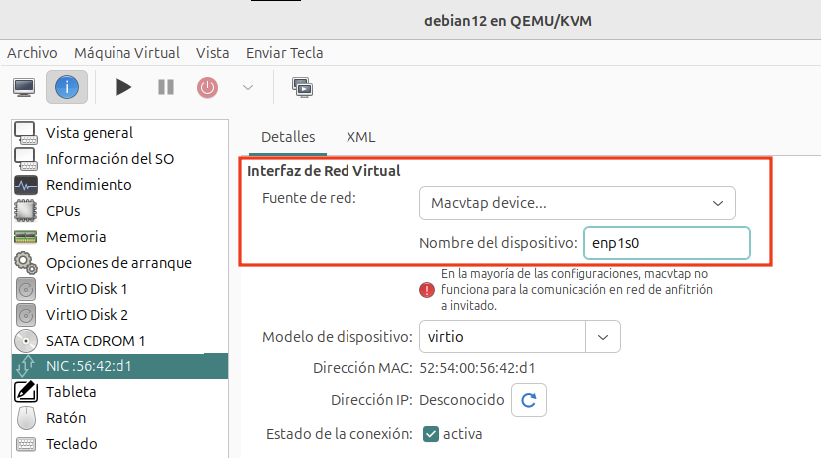 debian12 en QEMU/KVM
Archivo Máquina Virtual Vista Enviar Tecla
Vista general
Información del SO
Rendimiento
CPUs
Memoria
Opciones de arranque
VirtIO Disk 1
VirtIO Disk 2
SATA CDROM 1
NIC :56:42:d1
Tableta
Ratón
Teclado
Detalles XML
Interfaz de Red Virtual
Fuente de red: Macvtap device...
Nombre del dispositivo: enp1s0
En la mayoría de las configuraciones, macvtap no
funciona para la comunicación en red de anfitrión
a invitado.
Modelo de dispositivo: virtio
Dirección MAC: 52:54:00:56:42:d1
Dirección IP: Desconocido
Estado de la conexión: activa